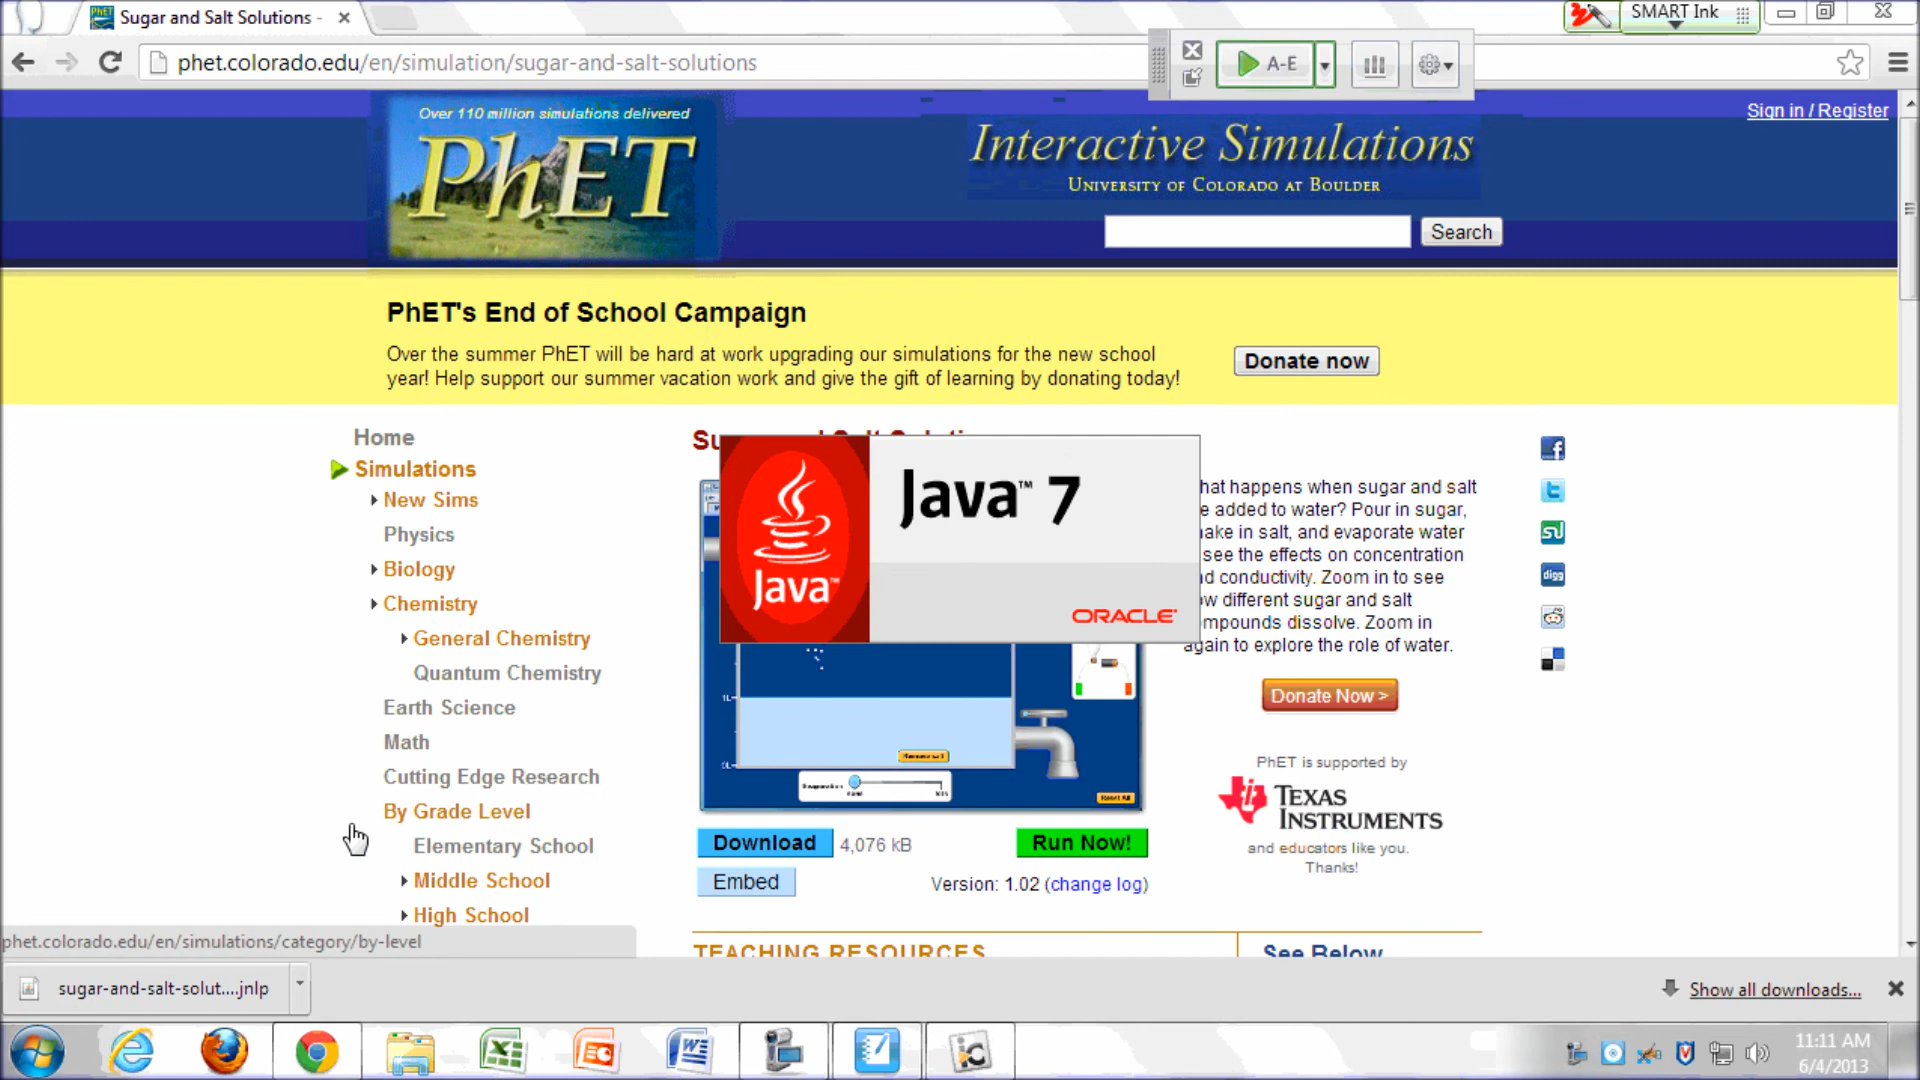 Sugar and Salt Solutions -
SMART Ink
phet.colorado.edu/en/simulation/sugar-and-salt-solutions
A-E
Sign in / Register
Over 110 million simulations delivered
PhET
Interactive Simulations
UNIVERSITY OF COLORADO AT BOULDER
Search
PhET's End of School Campaign
Over the summer PhET will be hard at work upgrading our simulations for the new school
year! Help support our summer vacation work and give the gift of learning by donating today!
Donate now
Home
Simulations
New Sims
Physics
Biology
Chemistry
General Chemistry
Quantum Chemistry
Earth Science
Math
Cutting Edge Research
By Grade Level
Elementary School
Middle School
High School
Java™ 7
Java™
ORACLE
hat happens when sugar and salt
e added to water? Pour in sugar,
ake in salt, and evaporate water
see the effects on concentration
d conductivity. Zoom in to see
w different sugar and salt
mpounds dissolve. Zoom in
again to explore the role of water.
digg
1L
0L
Reset All
Donate Now >
PhET is supported by
TEXAS
INSTRUMENTS
and educators like you.
Thanks!
Download 4,076 kB
Run Now!
Embed
Version: 1.02 (change log)
TEACHING RESOURCES
See Below
phet.colorado.edu/en/simulations/category/by-level
sugar-and-salt-solut....jnlp
Show all downloads...
11:11 AM
6/4/2013